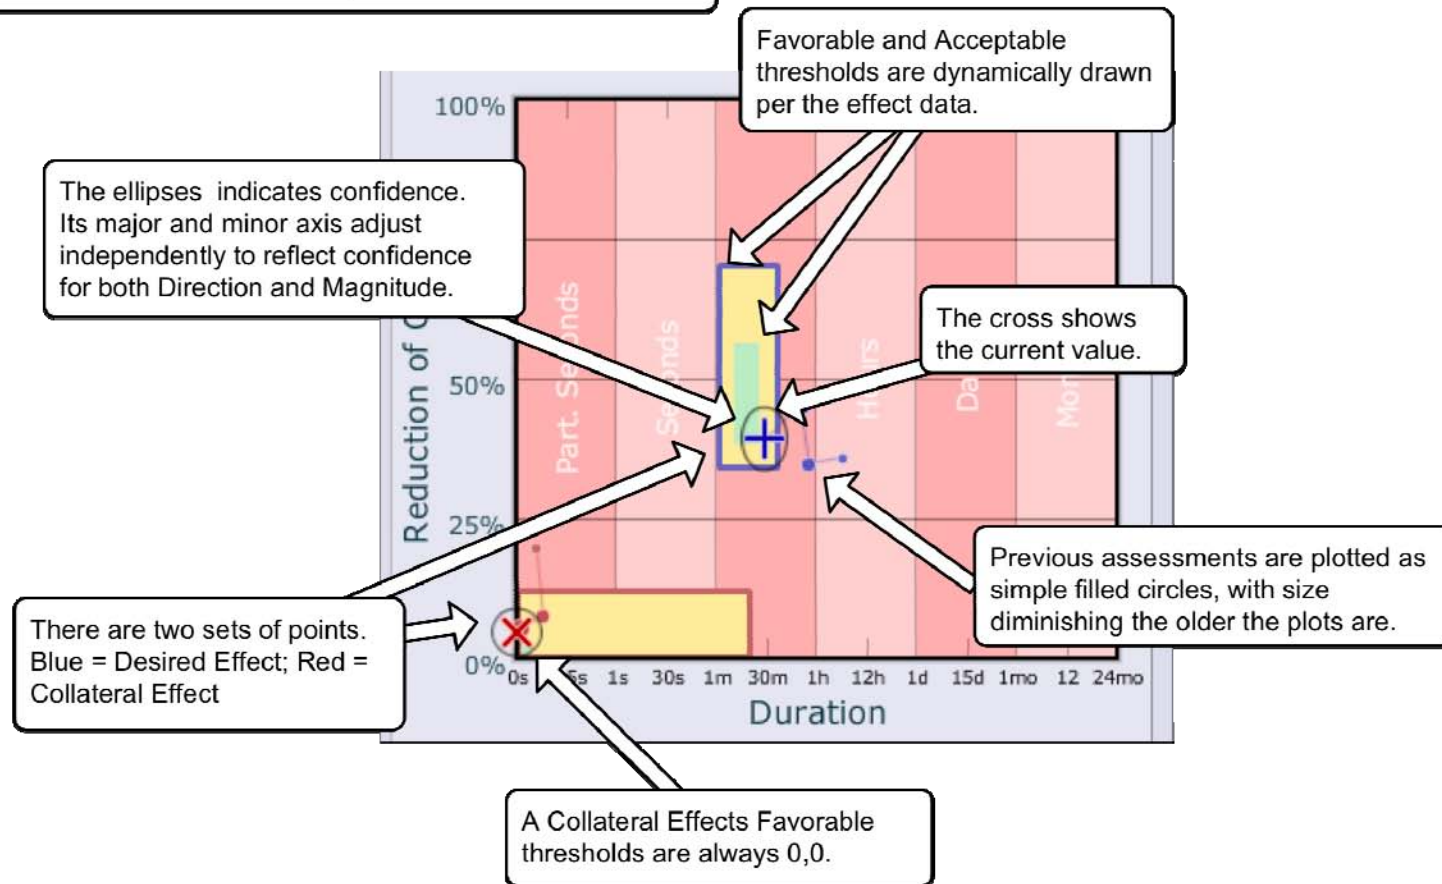 Favorable and Acceptable
thresholds are dynamically drawn
per the effect data.
100%
The ellipses indicates confidence.
Its major and minor axis adjust
independently to reflect confidence
for both Direction and Magnitude.
The cross shows
the current value.
50%
Reduction of
Part. Seconds
Seconds
25%
Previous assessments are plotted as
simple filled circles, with size
diminishing the older the plots are.
There are two sets of points.
Blue = Desired Effect; Red =
Collateral Effect
0%
0s 1s 30s 1m 30m 1h 12h 1d 15d 1mo 12 24mo
Duration
A Collateral Effects Favorable
thresholds are always 0,0.